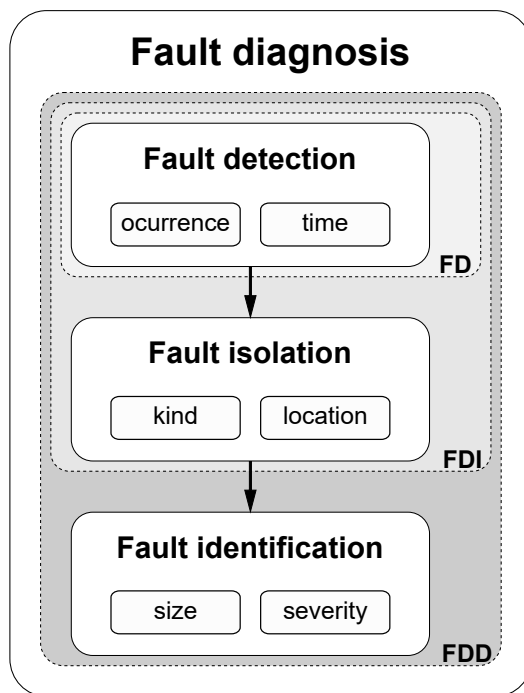 Fault diagnosis
Fault detection
ocurrence time
FD
Fault isolation
kind location
FDI
Fault identification
size severity
FDD